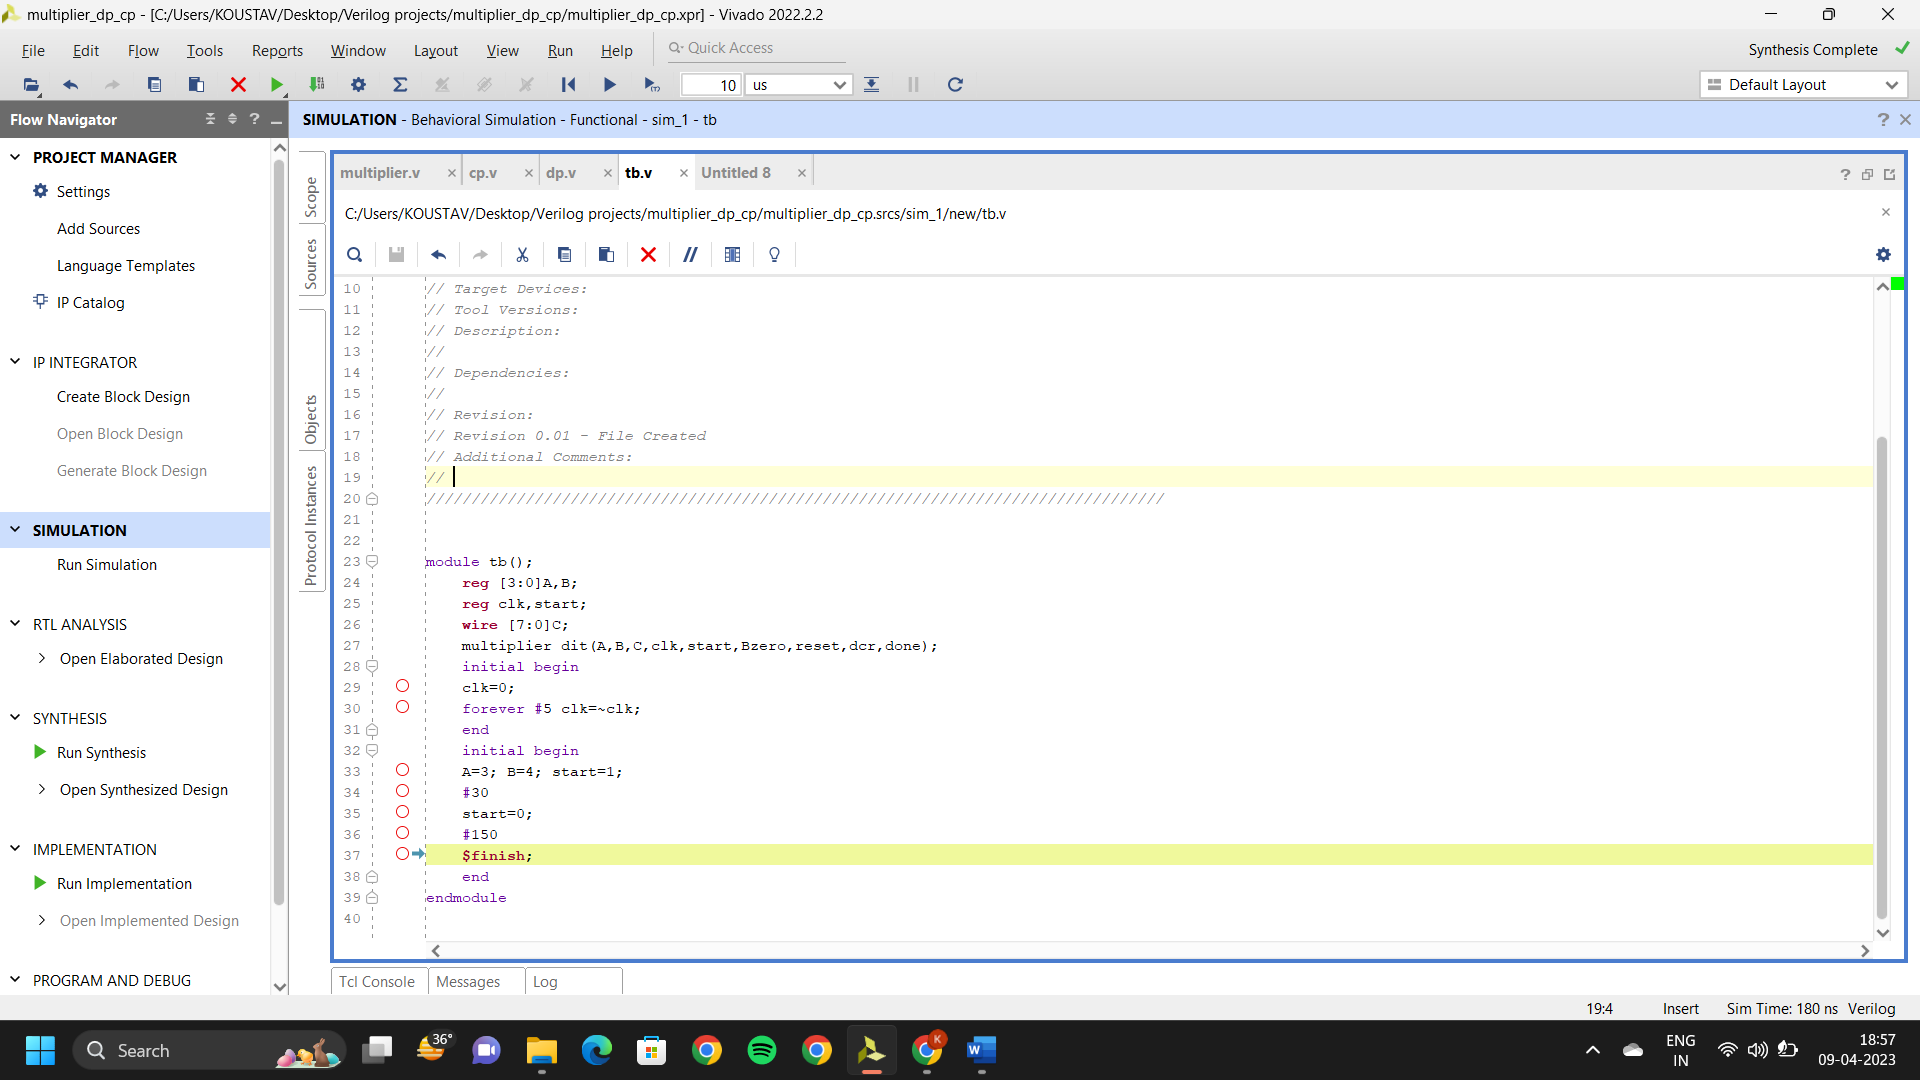 multiplier_dp_cp - [C:/Users/KOUSTAV/Desktop/Verilog projects/multiplier_dp_cp/multiplier_dp_cp.xpr] - Vivado 2022.2.2
File Edit Flow Tools Reports Window Layout View Run Help Quick Access Synthesis Complete
10 us Default Layout
Flow Navigator
SIMULATION - Behavioral Simulation - Functional - sim_1 - tb
PROJECT MANAGER
Settings
Add Sources
Language Templates
IP Catalog
IP INTEGRATOR
Create Block Design
Open Block Design
Generate Block Design
SIMULATION
Run Simulation
RTL ANALYSIS
Open Elaborated Design
SYNTHESIS
Run Synthesis
Open Synthesized Design
IMPLEMENTATION
Run Implementation
Open Implemented Design
PROGRAM AND DEBUG
Scope
Sources
Objects
Protocol Instances
multiplier.v cp.v dp.v tb.v Untitled 8
C:/Users/KOUSTAV/Desktop/Verilog projects/multiplier_dp_cp/multiplier_dp_cp.srcs/sim_1/new/tb.v
10 // Target Devices:
11 // Tool Versions:
12 // Description:
13 //
14 // Dependencies:
15 //
16 // Revision:
17 // Revision 0.01 - File Created
18 // Additional Comments:
19 //
20 //////////////////////////////////////////////////////////////////////////////////
21
22
23 module tb();
24 reg [3:0]A,B;
25 reg clk,start;
26 wire [7:0]C;
27 multiplier dit(A,B,C,clk,start,Bzero,reset,dcr,done);
28 initial begin
29 clk=0;
30 forever #5 clk=~clk;
31 end
32 initial begin
33 A=3; B=4; start=1;
34 #30
35 start=0;
36 #150
37 $finish;
38 end
39 endmodule
40
Tcl Console Messages Log
19:4 Insert Sim Time: 180 ns Verilog
Search 36° K ENG IN 18:57 09-04-2023